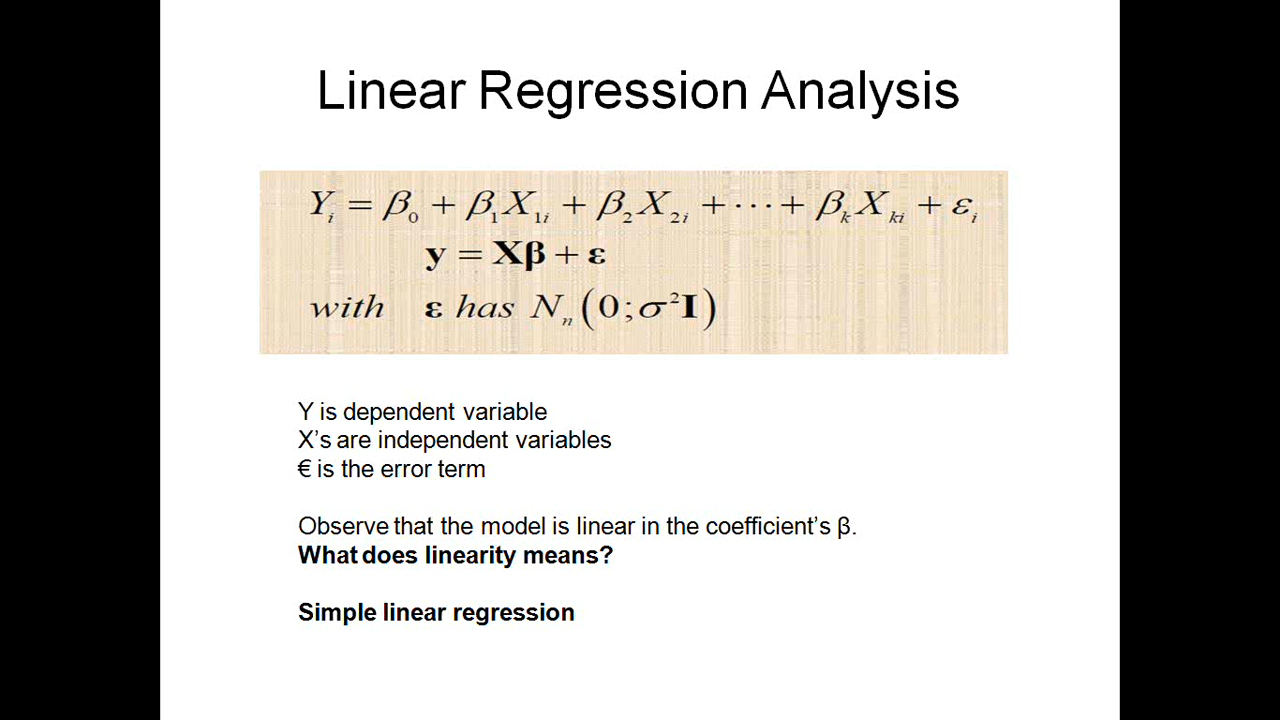 Linear Regression Analysis
Yᵢ = β₀ + β₁X₁ᵢ + β₂X₂ᵢ + ⋯ + βₖXₖᵢ + εᵢ
y = Xβ + ε
with ε has Nₙ(0;σ²I)
Y is dependent variable
X’s are independent variables
€ is the error term
Observe that the model is linear in the coefficient’s β.
What does linearity means?
Simple linear regression